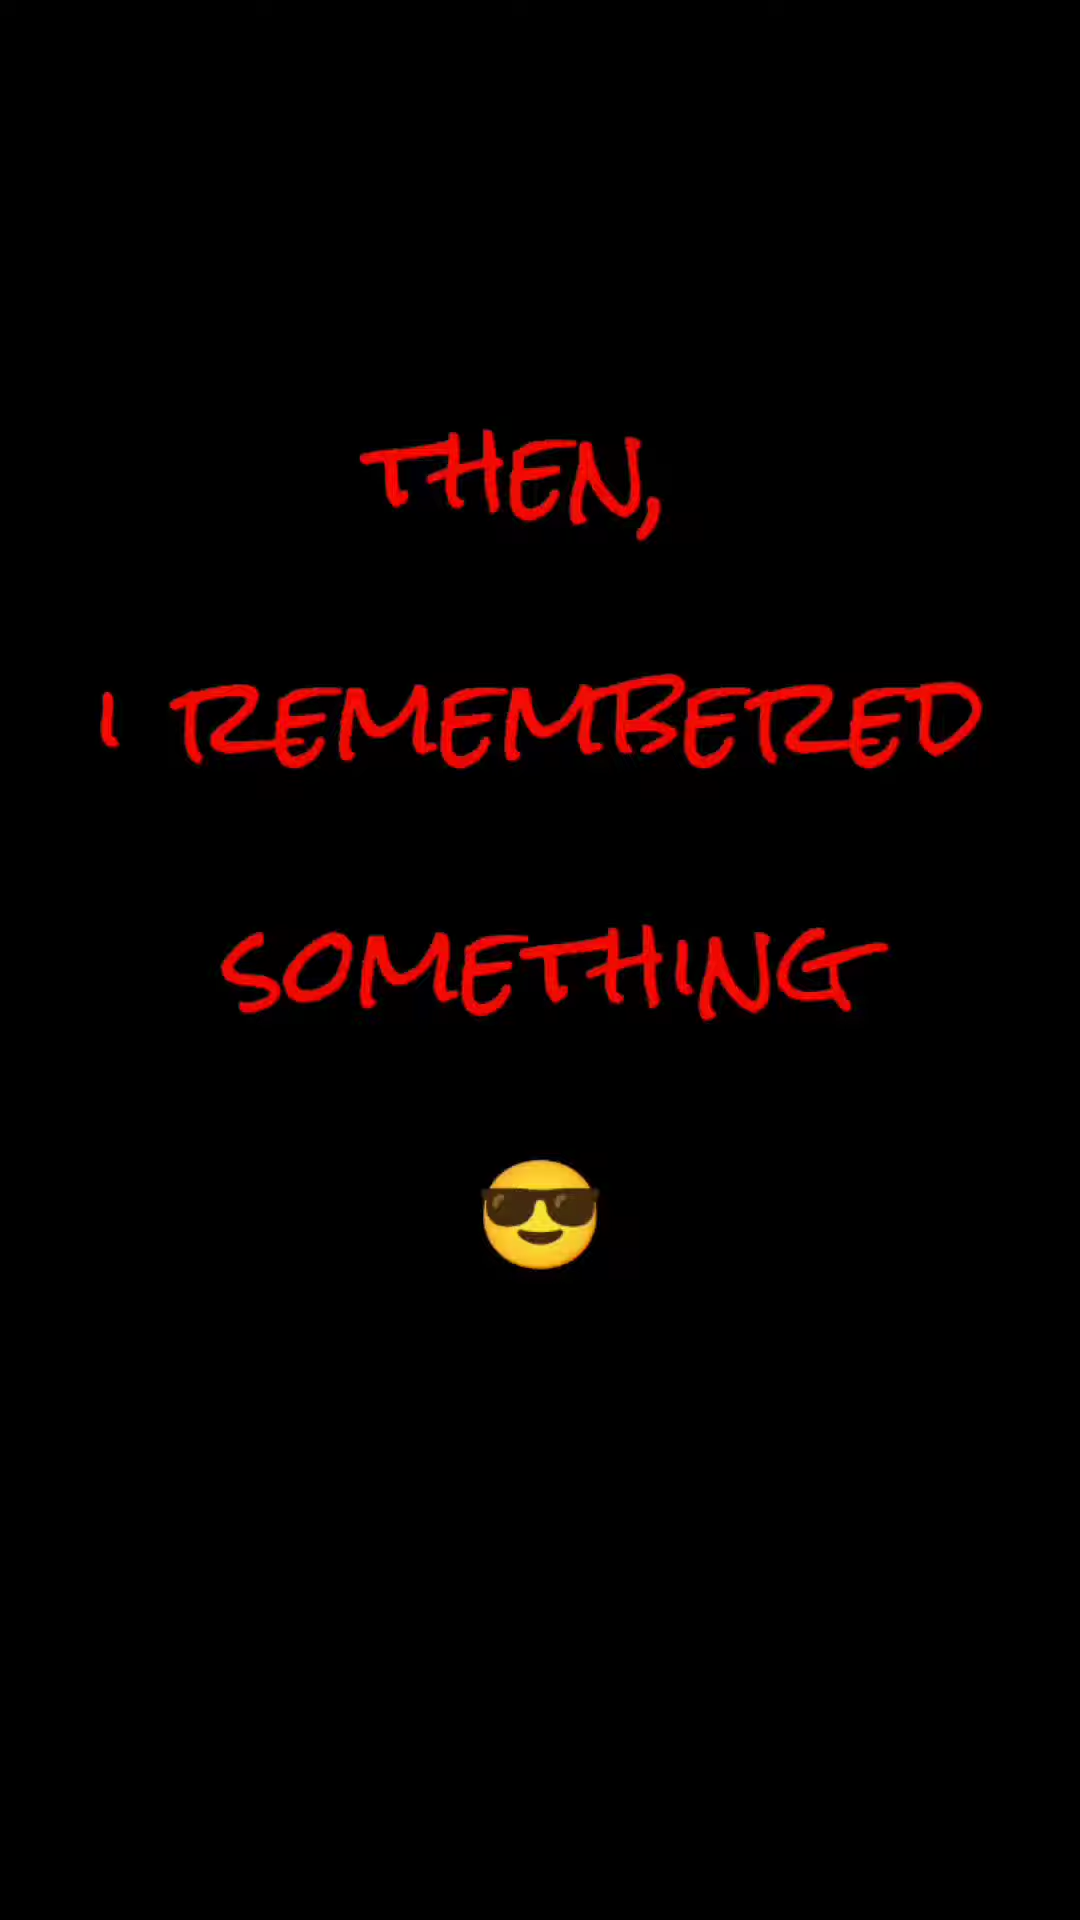 THEN,
I REMEMBERED
SOMETHING
😎